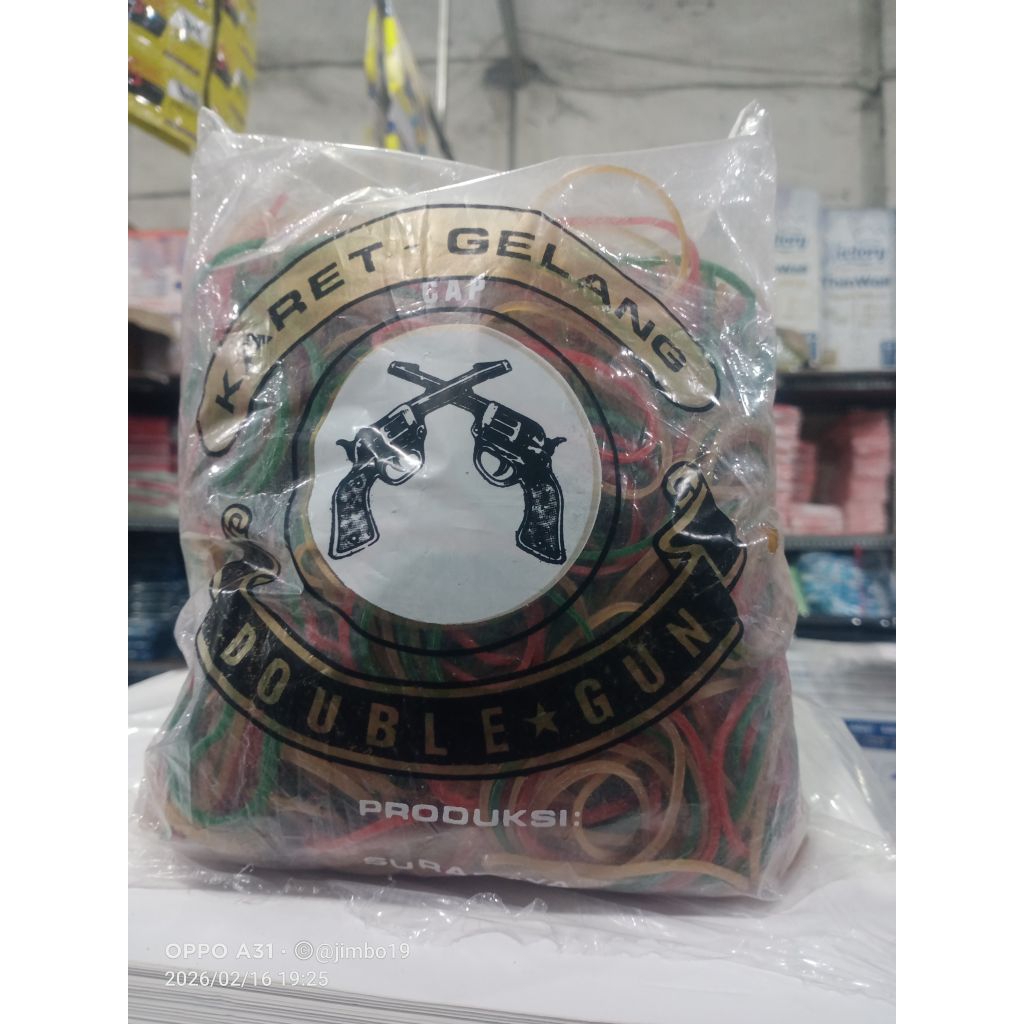 KARET - GELANG
CAP
DOUBLE ★ GUN
PRODUKSI:
OPPO A31 · ©@jimbo19
2026/02/16 19:25